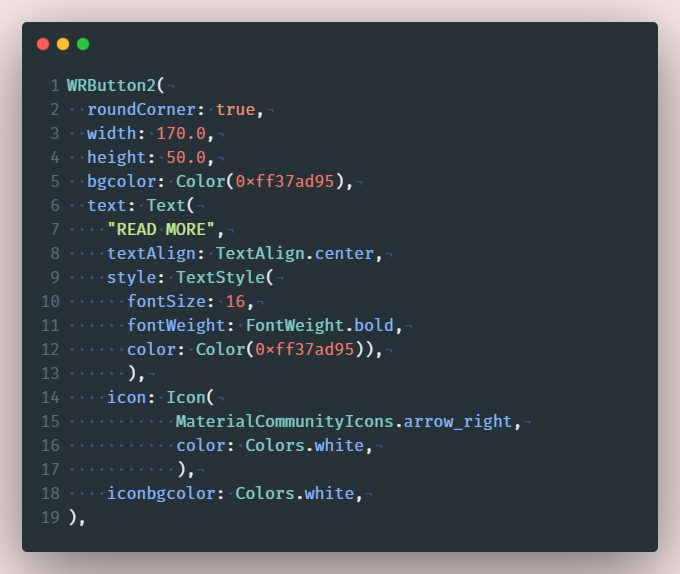 1 WRButton2(
2   roundCorner: true,
3   width: 170.0,
4   height: 50.0,
5   bgcolor: Color(0xff37ad95),
6   text: Text(
7     "READ MORE",
8     textAlign: TextAlign.center,
9     style: TextStyle(
10       fontSize: 16,
11       fontWeight: FontWeight.bold,
12       color: Color(0xff37ad95)),
13       ),
14     icon: Icon(
15            MaterialCommunityIcons.arrow_right,
16            color: Colors.white,
17            ),
18     iconbgcolor: Colors.white,
19 ),